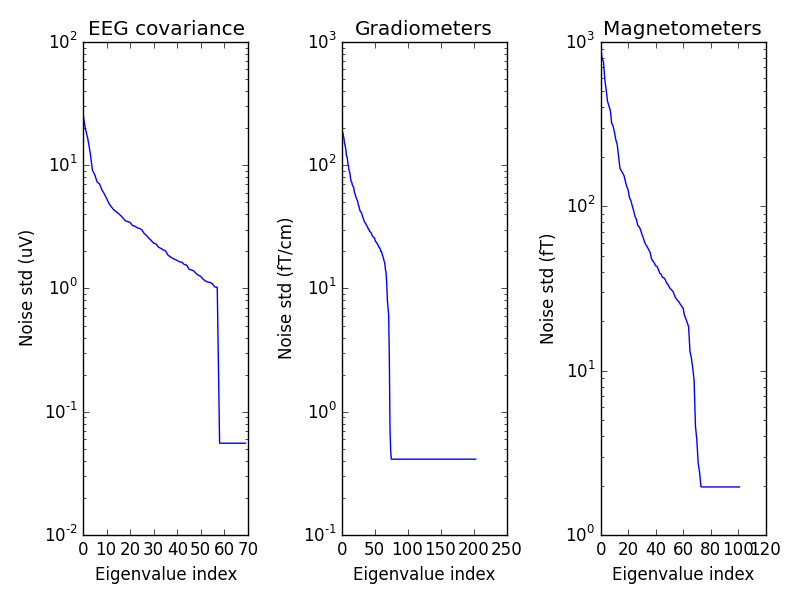 EEG covariance
Noise std (uV)
10^2
10^1
10^0
10^-1
10^-2
0 10 20 30 40 50 60 70
Eigenvalue index
Gradiometers
Noise std (fT/cm)
10^3
10^2
10^1
10^0
10^-1
0 50 100 150 200 250
Eigenvalue index
Magnetometers
Noise std (fT)
10^3
10^2
10^1
10^0
0 20 40 60 80 100 120
Eigenvalue index